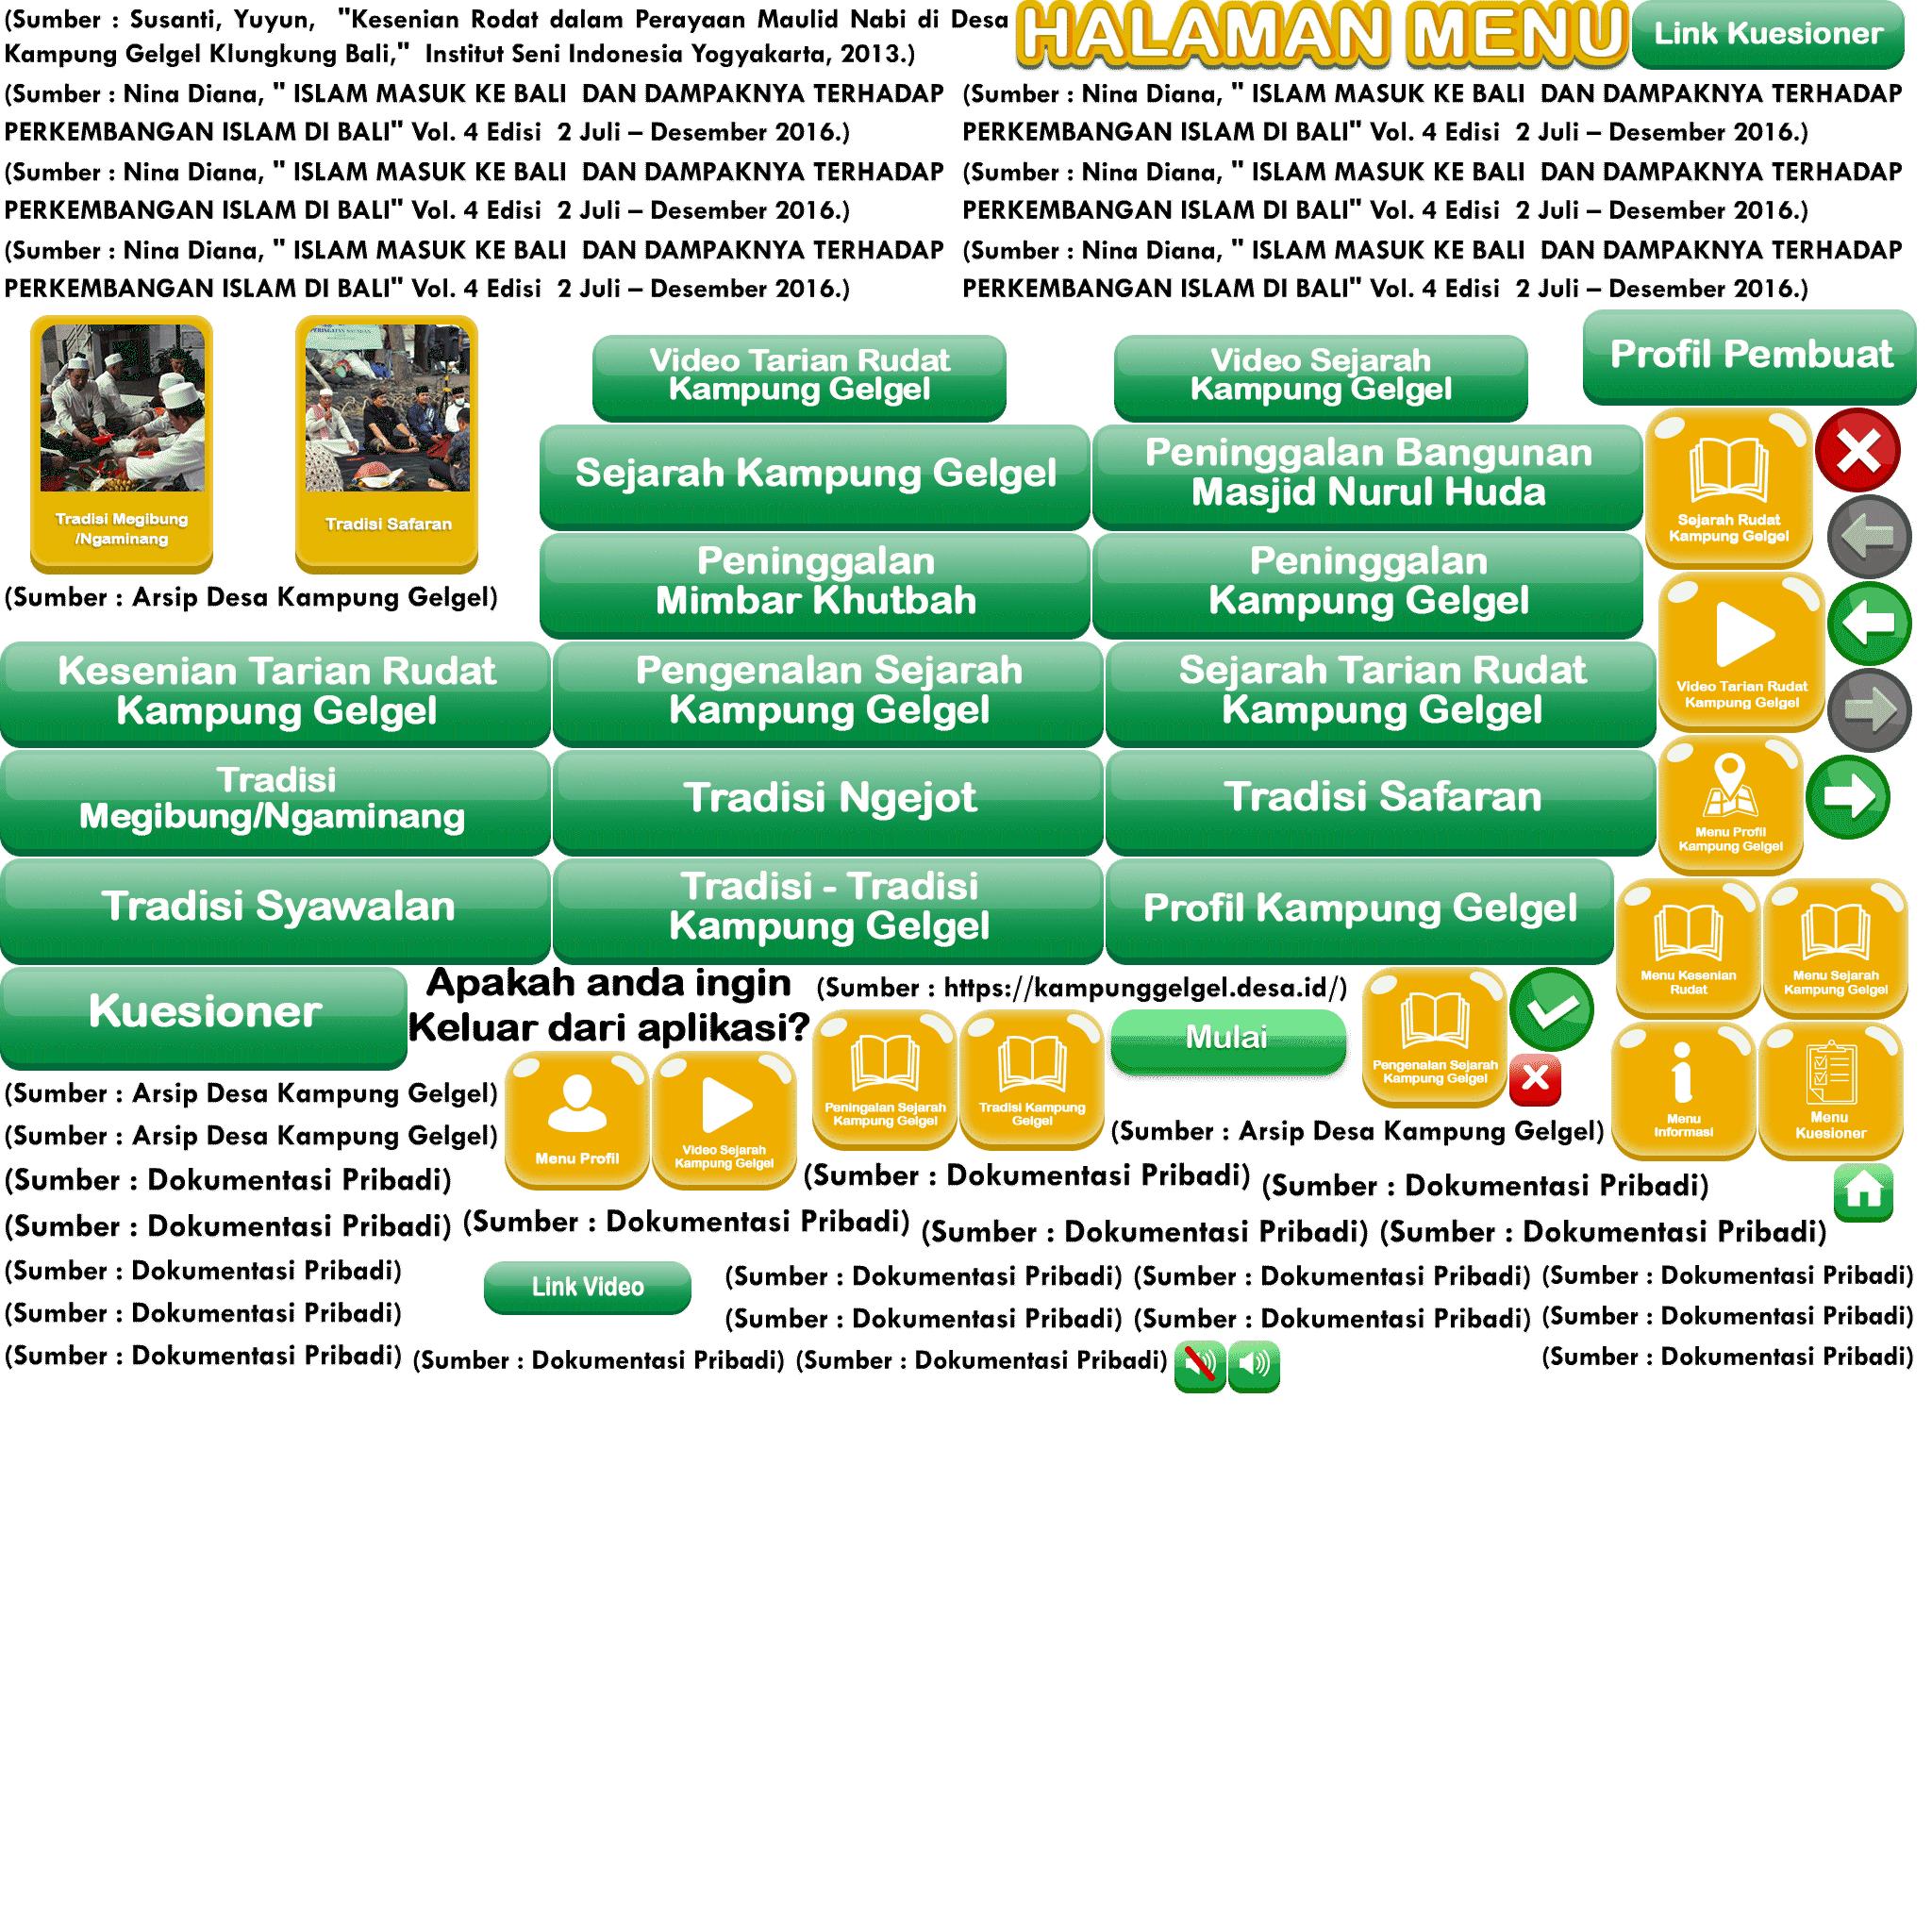 (Sumber : Susanti, Yuyun, "Kesenian Rodat dalam Perayaan Maulid Nabi di Desa
Kampung Gelgel Klungkung Bali," Institut Seni Indonesia Yogyakarta, 2013.)
HALAMAN MENU
Link Kuesioner
(Sumber : Nina Diana, " ISLAM MASUK KE BALI DAN DAMPAKNYA TERHADAP
PERKEMBANGAN ISLAM DI BALI" Vol. 4 Edisi 2 Juli – Desember 2016.)
(Sumber : Nina Diana, " ISLAM MASUK KE BALI DAN DAMPAKNYA TERHADAP
PERKEMBANGAN ISLAM DI BALI" Vol. 4 Edisi 2 Juli – Desember 2016.)
(Sumber : Nina Diana, " ISLAM MASUK KE BALI DAN DAMPAKNYA TERHADAP
PERKEMBANGAN ISLAM DI BALI" Vol. 4 Edisi 2 Juli – Desember 2016.)
(Sumber : Nina Diana, " ISLAM MASUK KE BALI DAN DAMPAKNYA TERHADAP
PERKEMBANGAN ISLAM DI BALI" Vol. 4 Edisi 2 Juli – Desember 2016.)
(Sumber : Nina Diana, " ISLAM MASUK KE BALI DAN DAMPAKNYA TERHADAP
PERKEMBANGAN ISLAM DI BALI" Vol. 4 Edisi 2 Juli – Desember 2016.)
(Sumber : Nina Diana, " ISLAM MASUK KE BALI DAN DAMPAKNYA TERHADAP
PERKEMBANGAN ISLAM DI BALI" Vol. 4 Edisi 2 Juli – Desember 2016.)
Tradisi Megibung
/Ngaminang
Tradisi Safaran
(Sumber : Arsip Desa Kampung Gelgel)
Video Tarian Rudat
Kampung Gelgel
Video Sejarah
Kampung Gelgel
Profil Pembuat
Sejarah Kampung Gelgel
Peninggalan Bangunan
Masjid Nurul Huda
Sejarah Rudat
Kampung Gelgel
Peninggalan
Mimbar Khutbah
Peninggalan
Kampung Gelgel
Kesenian Tarian Rudat
Kampung Gelgel
Pengenalan Sejarah
Kampung Gelgel
Sejarah Tarian Rudat
Kampung Gelgel
Video Tarian Rudat
Kampung Gelgel
Tradisi
Megibung/Ngaminang
Tradisi Ngejot
Tradisi Safaran
Menu Profil
Kampung Gelgel
Tradisi Syawalan
Tradisi - Tradisi
Kampung Gelgel
Profil Kampung Gelgel
Menu Kesenian
Rudat
Menu Sejarah
Kampung Gelgel
Kuesioner
Apakah anda ingin
Keluar dari aplikasi?
(Sumber : https://kampunggelgel.desa.id/)
Mulai
Pengenalan Sejarah
Kampung Gelgel
Peningalan Sejarah
Kampung Gelgel
Tradisi Kampung
Gelgel
Menu
Informasi
Menu
Kuesioner
(Sumber : Arsip Desa Kampung Gelgel)
(Sumber : Arsip Desa Kampung Gelgel)
Menu Profil
Video Sejarah
Kampung Gelgel
(Sumber : Arsip Desa Kampung Gelgel)
(Sumber : Dokumentasi Pribadi)
(Sumber : Dokumentasi Pribadi)
(Sumber : Dokumentasi Pribadi)
(Sumber : Dokumentasi Pribadi)
(Sumber : Dokumentasi Pribadi)
(Sumber : Dokumentasi Pribadi)
(Sumber : Dokumentasi Pribadi)
(Sumber : Dokumentasi Pribadi)
Link Video
(Sumber : Dokumentasi Pribadi)
(Sumber : Dokumentasi Pribadi)
(Sumber : Dokumentasi Pribadi)
(Sumber : Dokumentasi Pribadi)
(Sumber : Dokumentasi Pribadi)
(Sumber : Dokumentasi Pribadi)
(Sumber : Dokumentasi Pribadi)
(Sumber : Dokumentasi Pribadi)
(Sumber : Dokumentasi Pribadi)
(Sumber : Dokumentasi Pribadi)
(Sumber : Dokumentasi Pribadi)